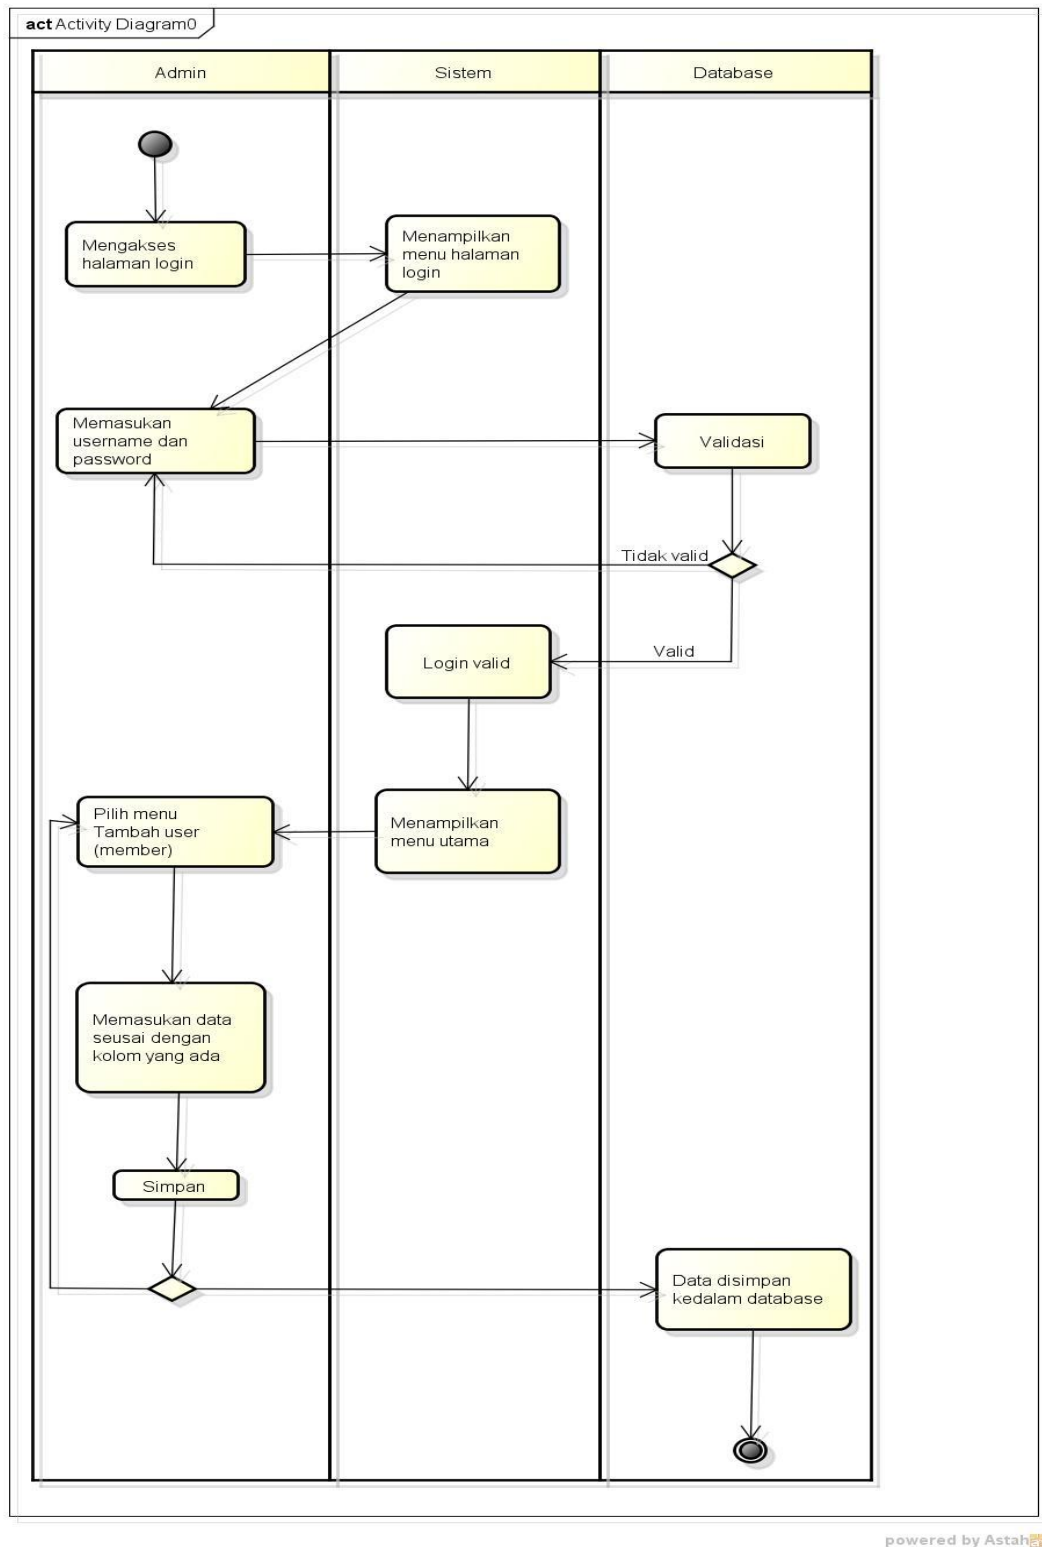 act Activity Diagram0
Admin
Sistem
Database
Mengakses
halaman login
Menampilkan
menu halaman
login
Memasukan
username dan
password
Validasi
Tidak valid
Valid
Login valid
Menampilkan
menu utama
Pilih menu
Tambah user
(member)
Memasukan data
seusai dengan
kolom yang ada
Simpan
Data disimpan
kedalam database
powered by Astah